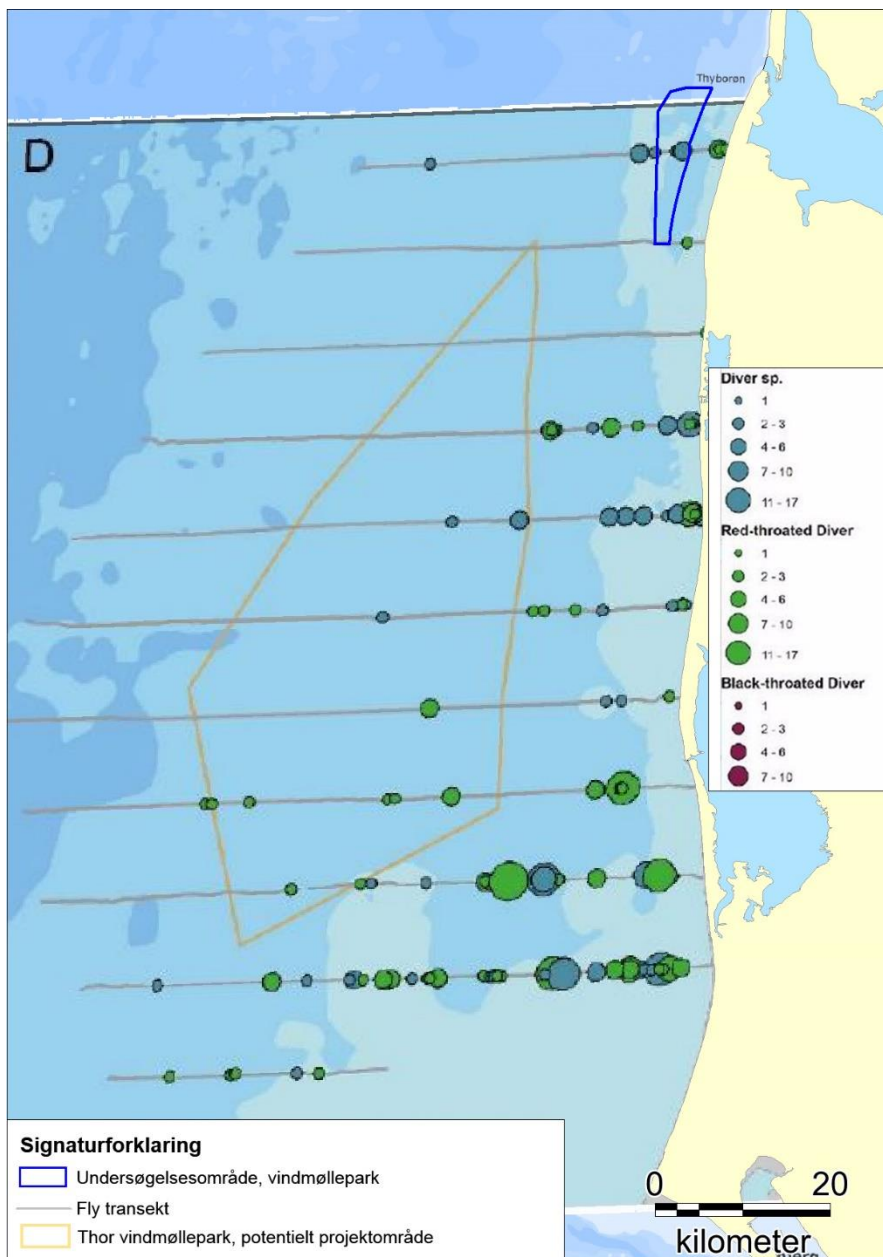 Thyborøn
D
Diver sp.
1
2 - 3
4 - 6
7 - 10
11 - 17
Red-throated Diver
1
2 - 3
4 - 6
7 - 10
11 - 17
Black-throated Diver
1
2 - 3
4 - 6
7 - 10
Signaturforklaring
Undersøgelsesområde, vindmøllepark
Fly transekt
Thor vindmøllepark, potentielt projektområde
0 20
kilometer